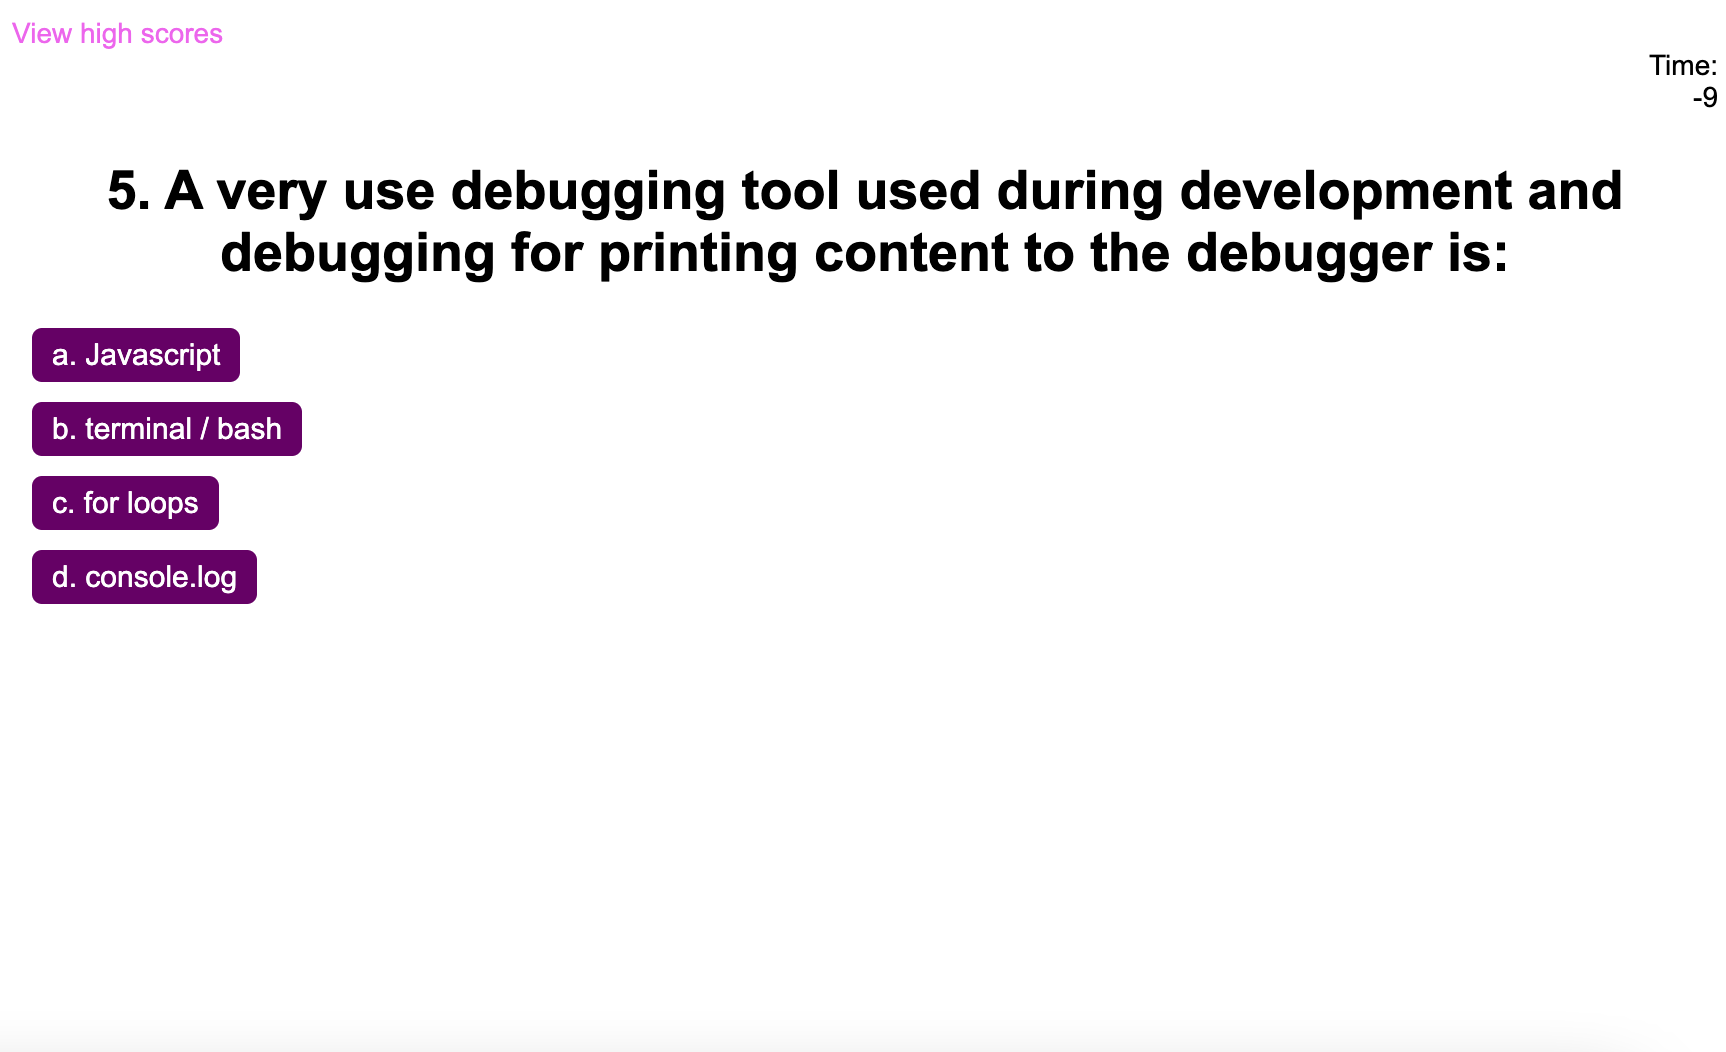 View high scores
Time:
-9
5. A very use debugging tool used during development and
debugging for printing content to the debugger is:
a. Javascript
b. terminal / bash
c. for loops
d. console.log